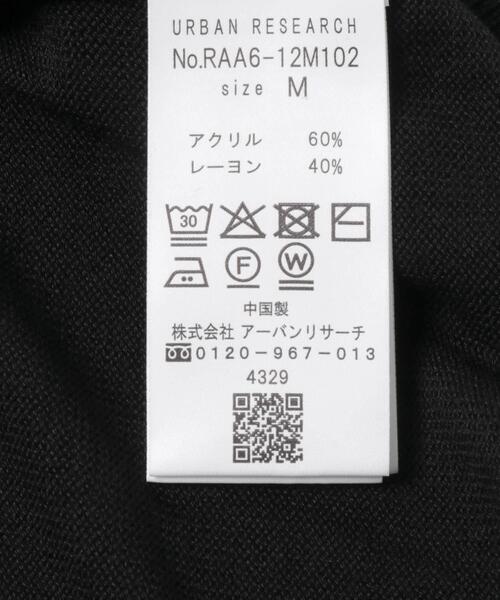 URBAN RESEARCH
No.RAA6-12M102
size M
アクリル 60%
レーヨン 40%
30
F W
中国製
株式会社 アーバンリサーチ
0120-967-013
4329